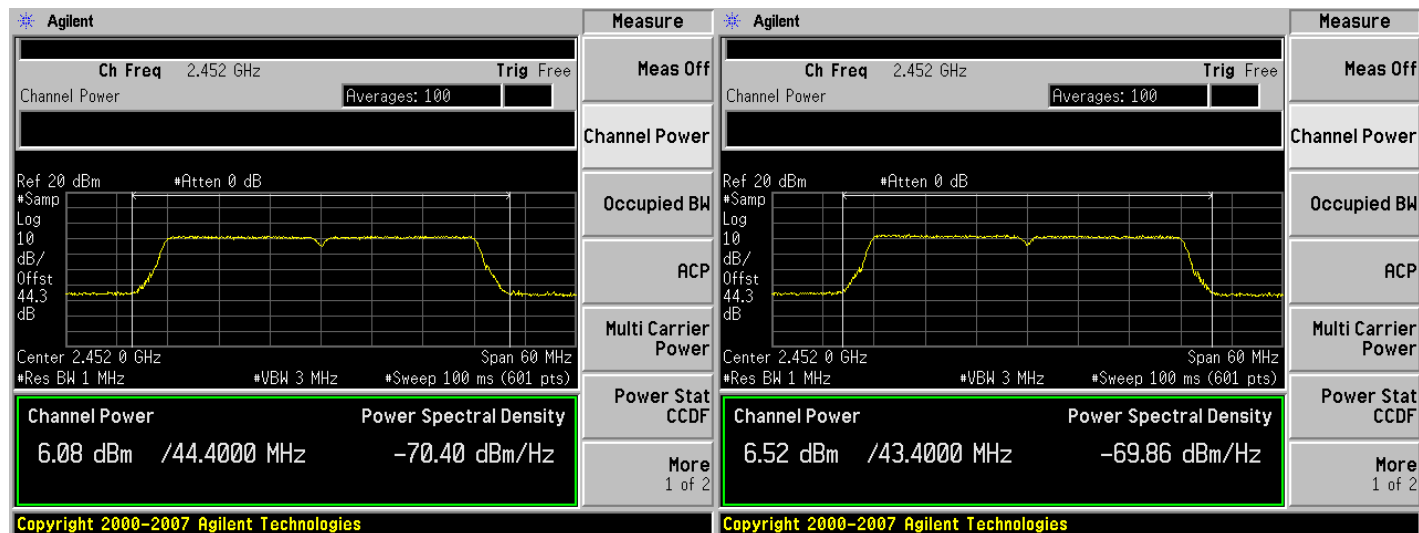 Agilent
Measure
Ch Freq 2.452 GHz Trig Free
Meas Off
Channel Power Averages: 100
Channel Power
Ref 20 dBm #Atten 0 dB
#Samp
Log
10
dB/
Offst
44.3
dB
Occupied BW
ACP
Multi Carrier
Power
Center 2.452 0 GHz Span 60 MHz
#Res BW 1 MHz #VBW 3 MHz #Sweep 100 ms (601 pts)
Power Stat
CCDF
Channel Power Power Spectral Density
6.08 dBm /44.4000 MHz -70.40 dBm/Hz
More
1 of 2
Copyright 2000-2007 Agilent Technologies
Agilent
Measure
Ch Freq 2.452 GHz Trig Free
Meas Off
Channel Power Averages: 100
Channel Power
Ref 20 dBm #Atten 0 dB
#Samp
Log
10
dB/
Offst
44.3
dB
Occupied BW
ACP
Multi Carrier
Power
Center 2.452 0 GHz Span 60 MHz
#Res BW 1 MHz #VBW 3 MHz #Sweep 100 ms (601 pts)
Power Stat
CCDF
Channel Power Power Spectral Density
6.52 dBm /43.4000 MHz -69.86 dBm/Hz
More
1 of 2
Copyright 2000-2007 Agilent Technologies